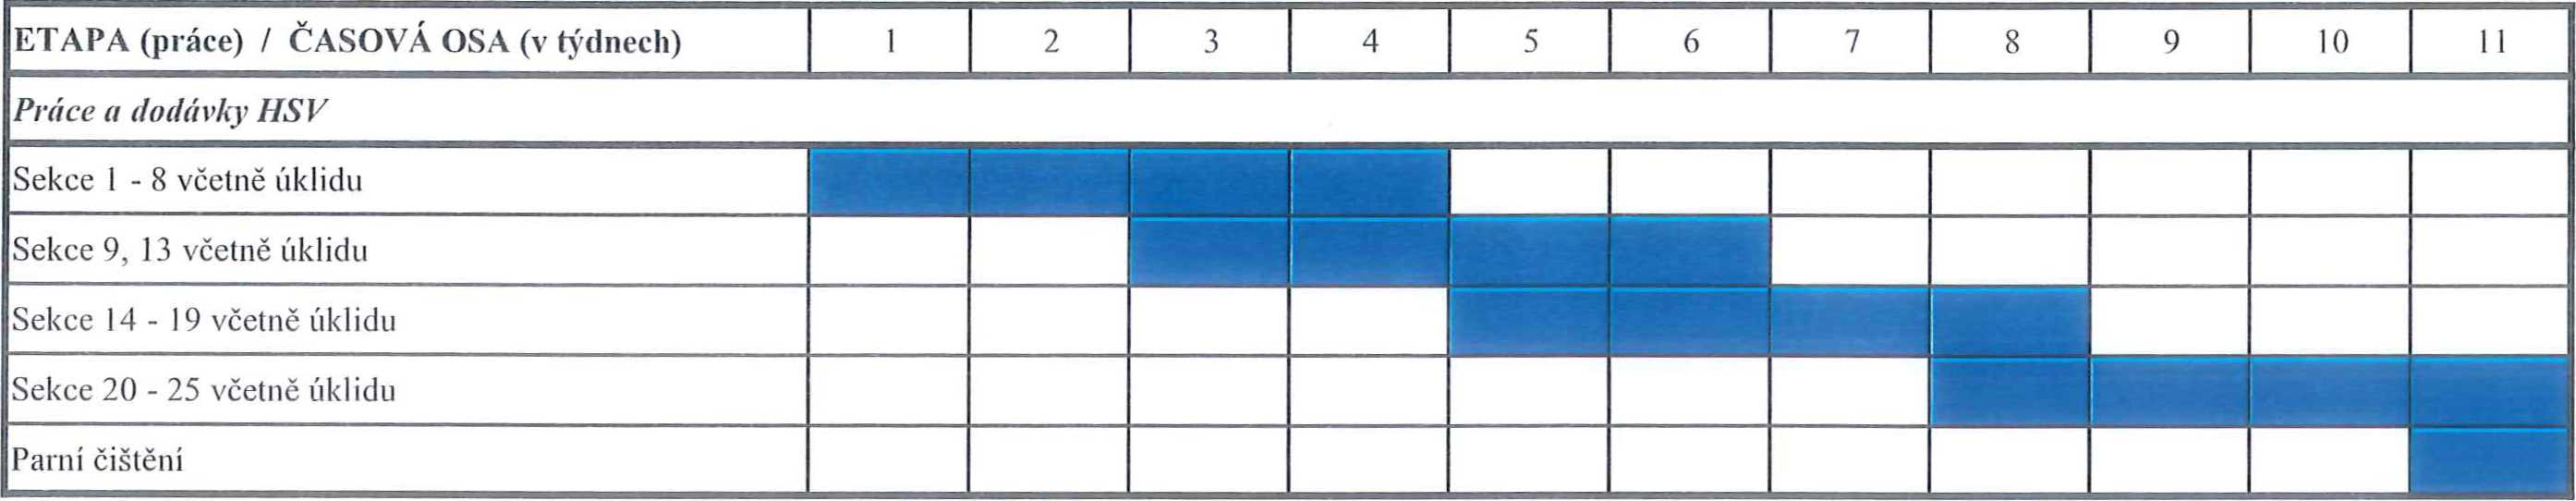 ETAPA (práce) / ČASOVÁ OSA (v týdnech) 1 2 3 4 5 6 7 8 9 10 11
Práce a dodávky HSV
Sekce 1 - 8 včetně úklidu
Sekce 9, 13 včetně úklidu
Sekce 14 - 19 včetně úklidu
Sekce 20 - 25 včetně úklidu
Parní čištění